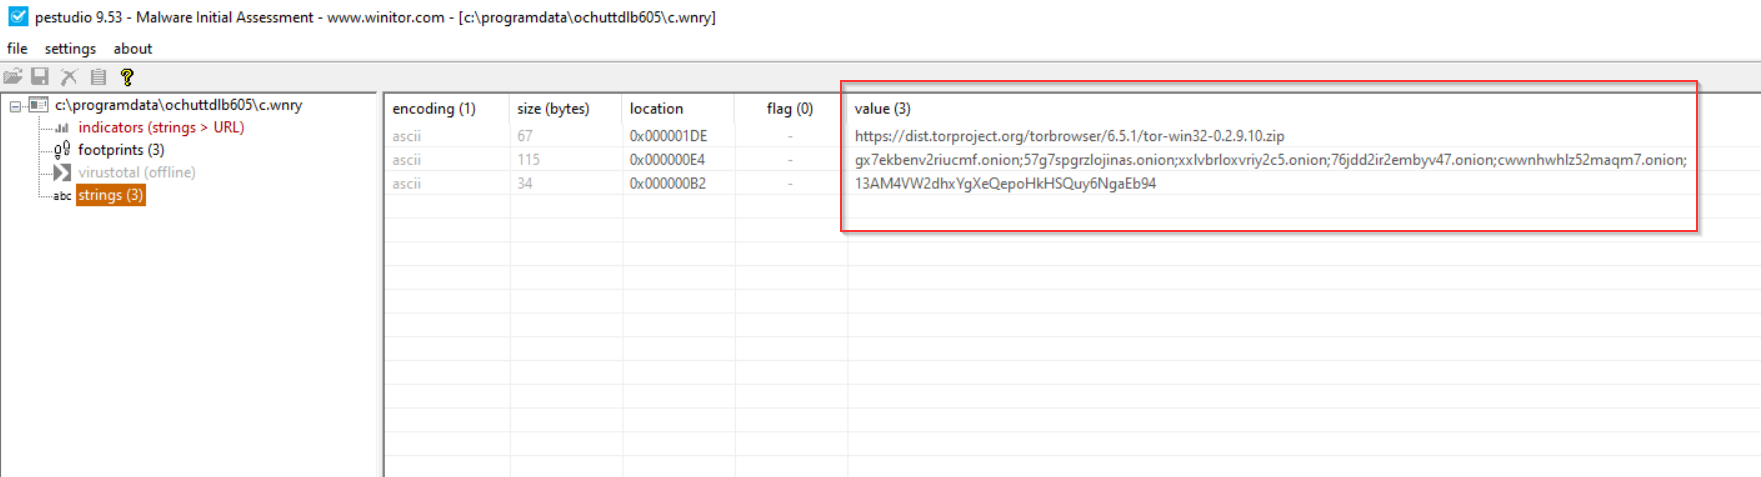 pestudio 9.53 - Malware Initial Assessment - www.winitor.com - [c:\programdata\ochuttdlb605\c.wnry]
file settings about
c:\programdata\ochuttdlb605\c.wnry
indicators (strings > URL)
footprints (3)
virustotal (offline)
abc strings (3)
encoding (1) size (bytes) location flag (0) value (3)
ascii 67 0x000001DE - https://dist.torproject.org/torbrowser/6.5.1/tor-win32-0.2.9.10.zip
ascii 115 0x000000E4 - gx7ekbenv2riucmf.onion;57g7spgrzlojinas.onion;xxlvbrloxvriy2c5.onion;76jdd2ir2embyv47.onion;cwwnhwhlz52maqm7.onion;
ascii 34 0x000000B2 - 13AM4VW2dhxYgXeQepoHkHSQuy6NgaEb94